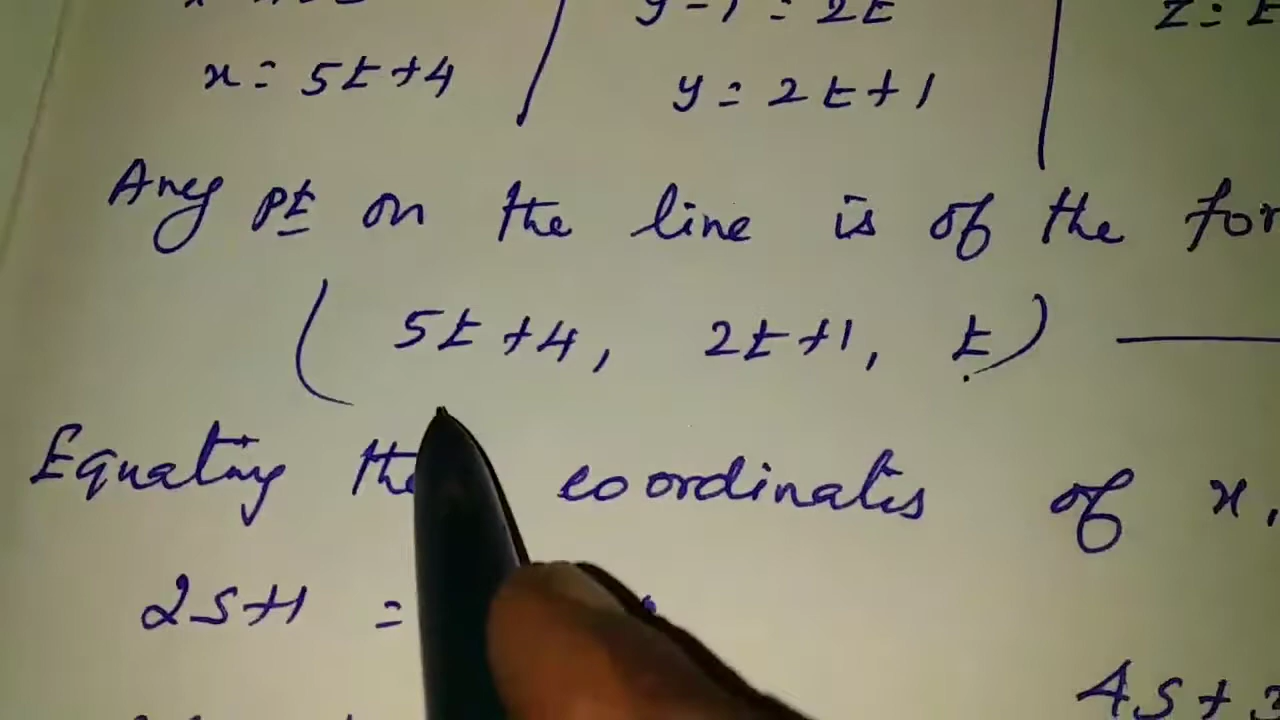 y - 1 = 2t z = t
x = 5t + 4 y = 2t + 1
Any pt on the line is of the for
( 5t + 4, 2t + 1, t )
Equating the coordinates of x,
2s + 1 =
4s + 3